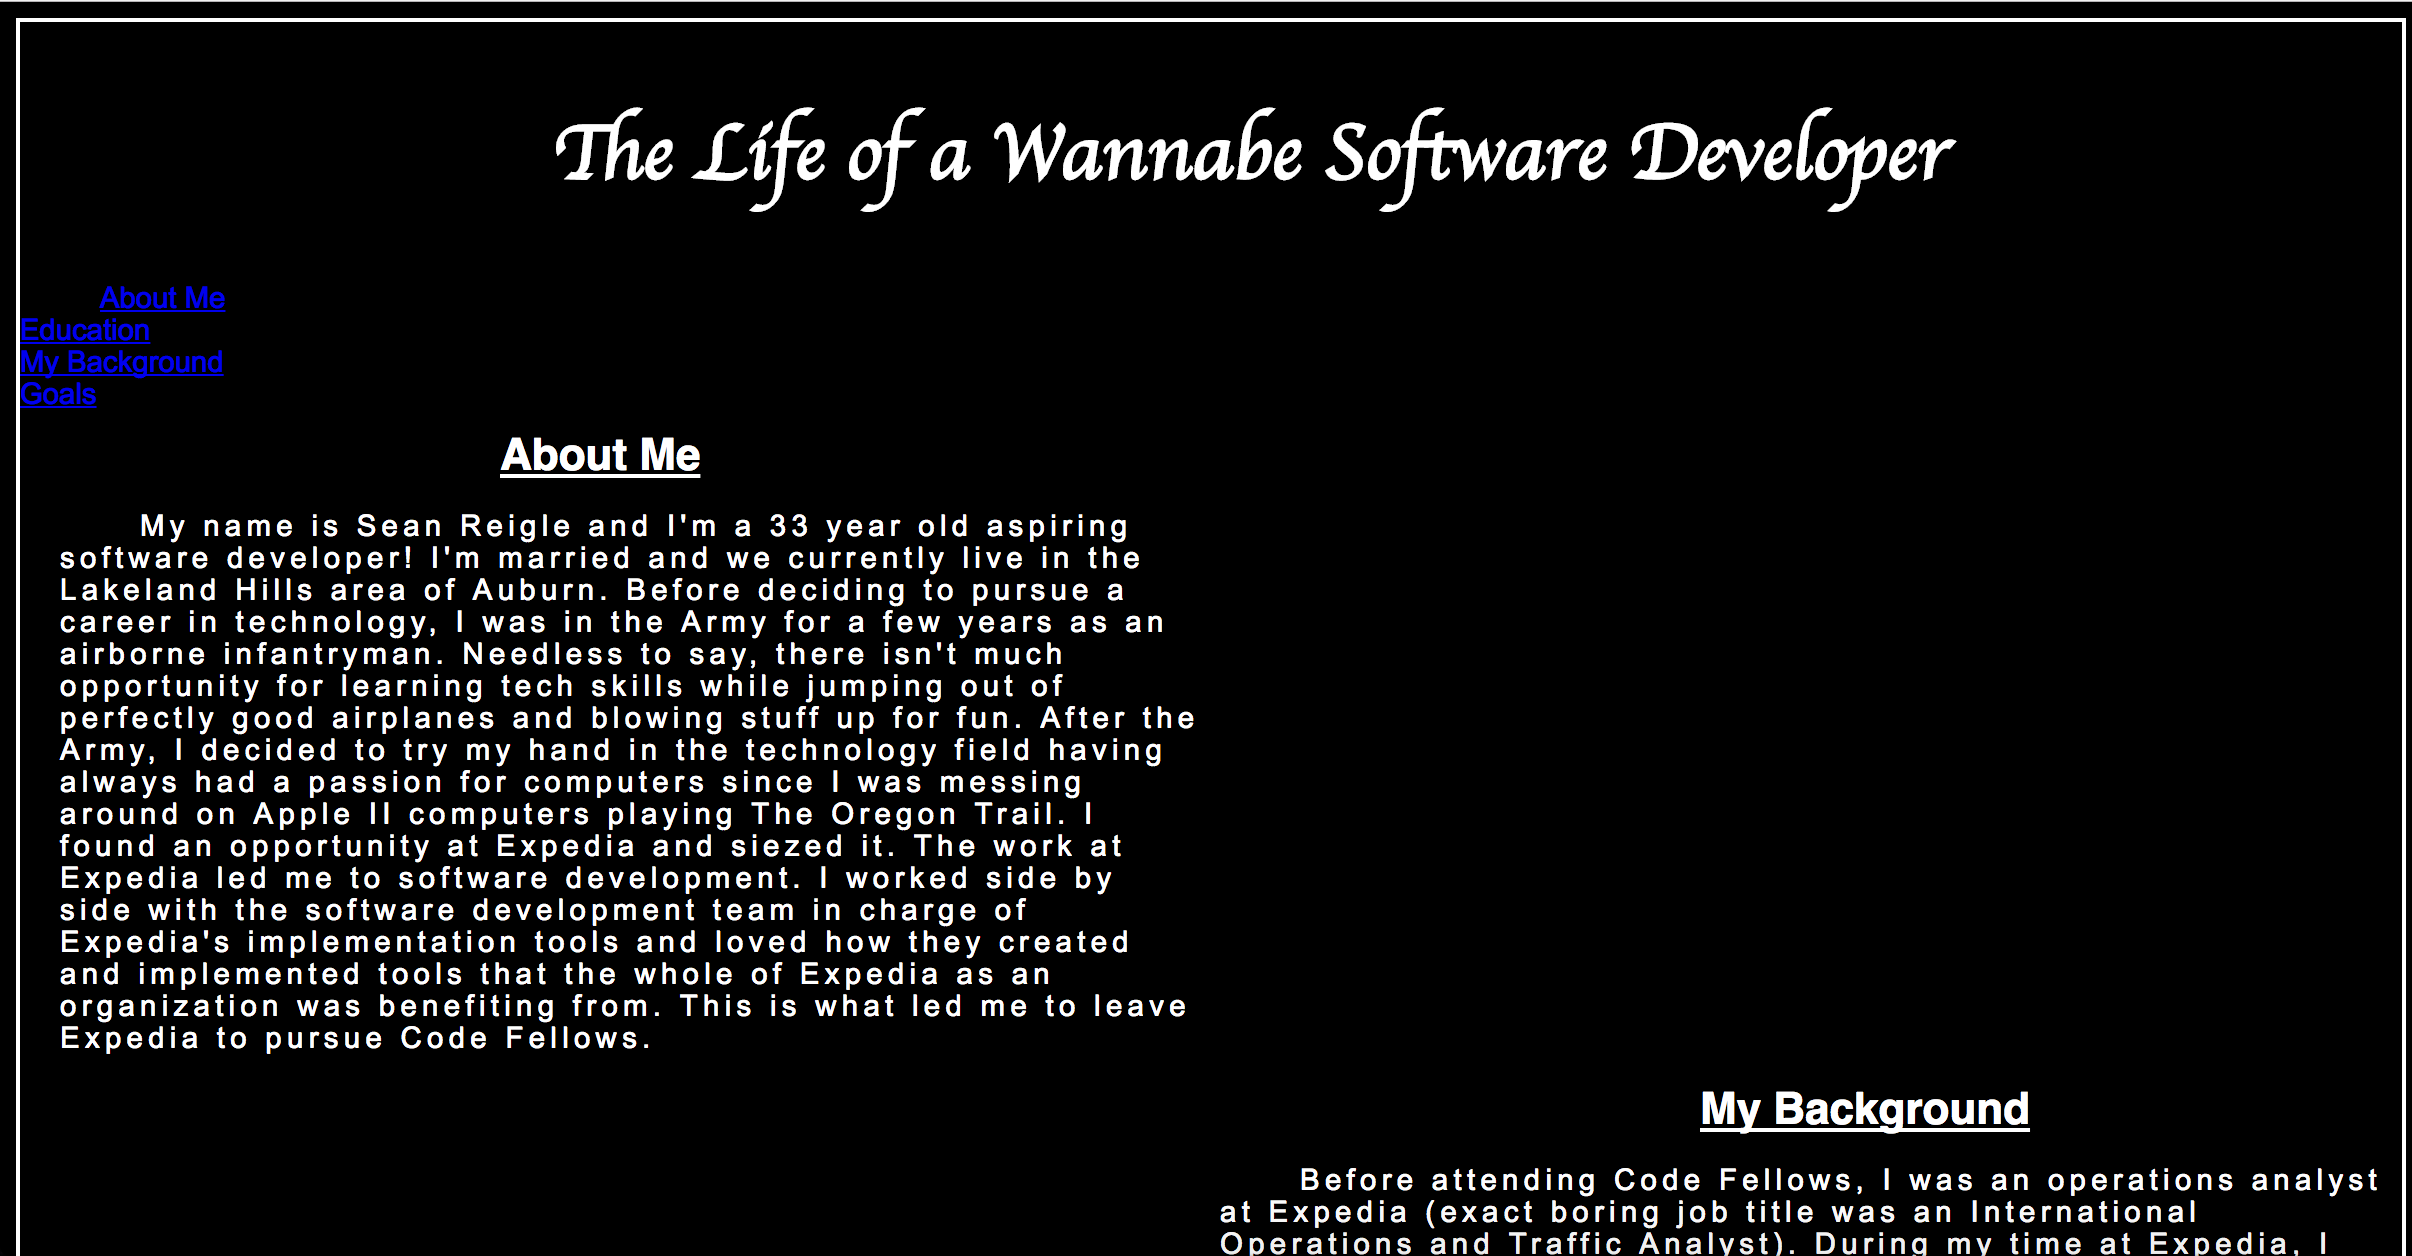 The Life of a Wannabe Software Developer
About Me
Education
My Background
Goals
About Me
My name is Sean Reigle and I'm a 33 year old aspiring
software developer! I'm married and we currently live in the
Lakeland Hills area of Auburn. Before deciding to pursue a
career in technology, I was in the Army for a few years as an
airborne infantryman. Needless to say, there isn't much
opportunity for learning tech skills while jumping out of
perfectly good airplanes and blowing stuff up for fun. After the
Army, I decided to try my hand in the technology field having
always had a passion for computers since I was messing
around on Apple II computers playing The Oregon Trail. I
found an opportunity at Expedia and siezed it. The work at
Expedia led me to software development. I worked side by
side with the software development team in charge of
Expedia's implementation tools and loved how they created
and implemented tools that the whole of Expedia as an
organization was benefiting from. This is what led me to leave
Expedia to pursue Code Fellows.
My Background
Before attending Code Fellows, I was an operations analyst
at Expedia (exact boring job title was an International
Operations and Traffic Analyst). During my time at Expedia, I